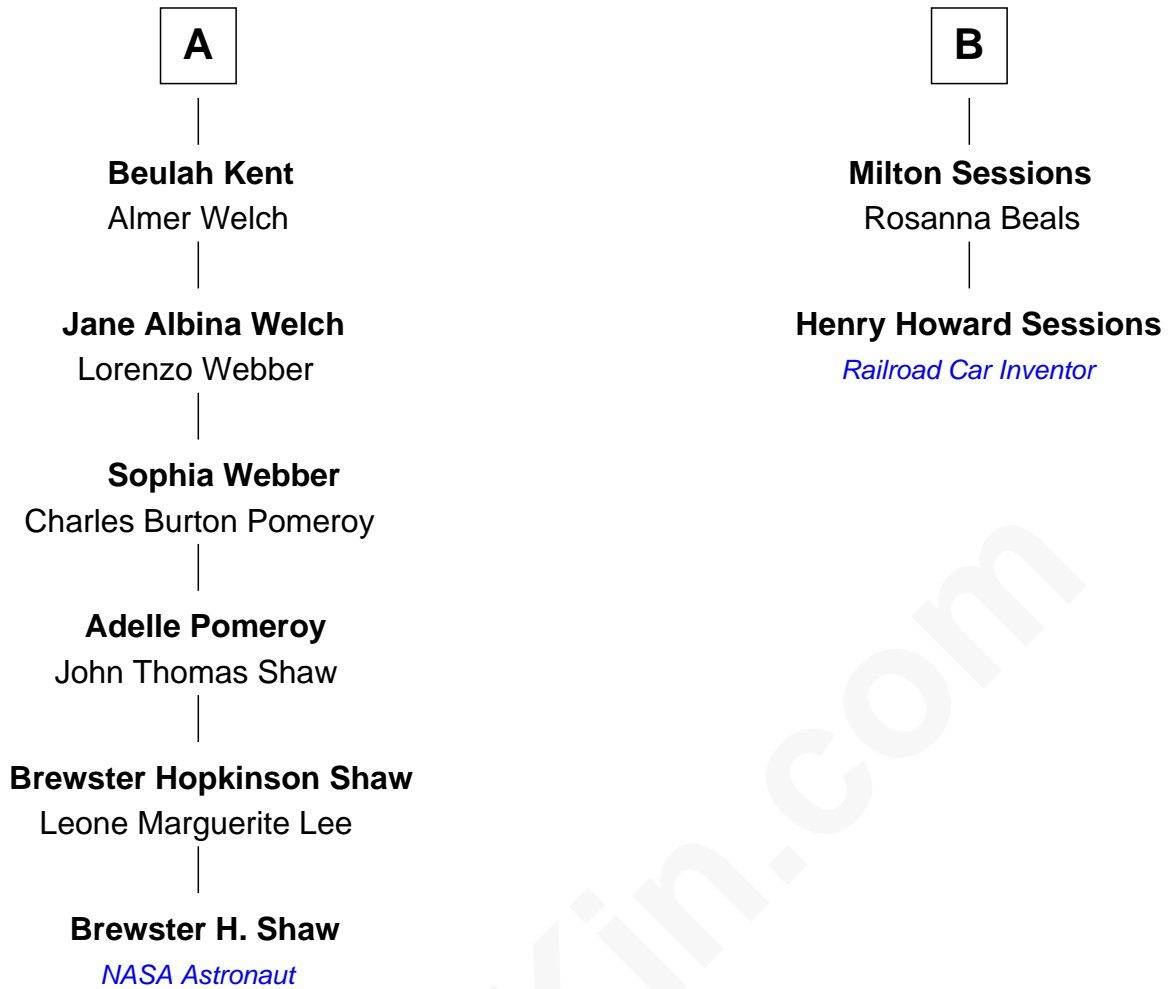 A
Beulah Kent
Almer Welch
Jane Albina Welch
Lorenzo Webber
Sophia Webber
Charles Burton Pomeroy
Adelle Pomeroy
John Thomas Shaw
Brewster Hopkinson Shaw
Leone Marguerite Lee
Brewster H. Shaw
NASA Astronaut
B
Milton Sessions
Rosanna Beals
Henry Howard Sessions
Railroad Car Inventor